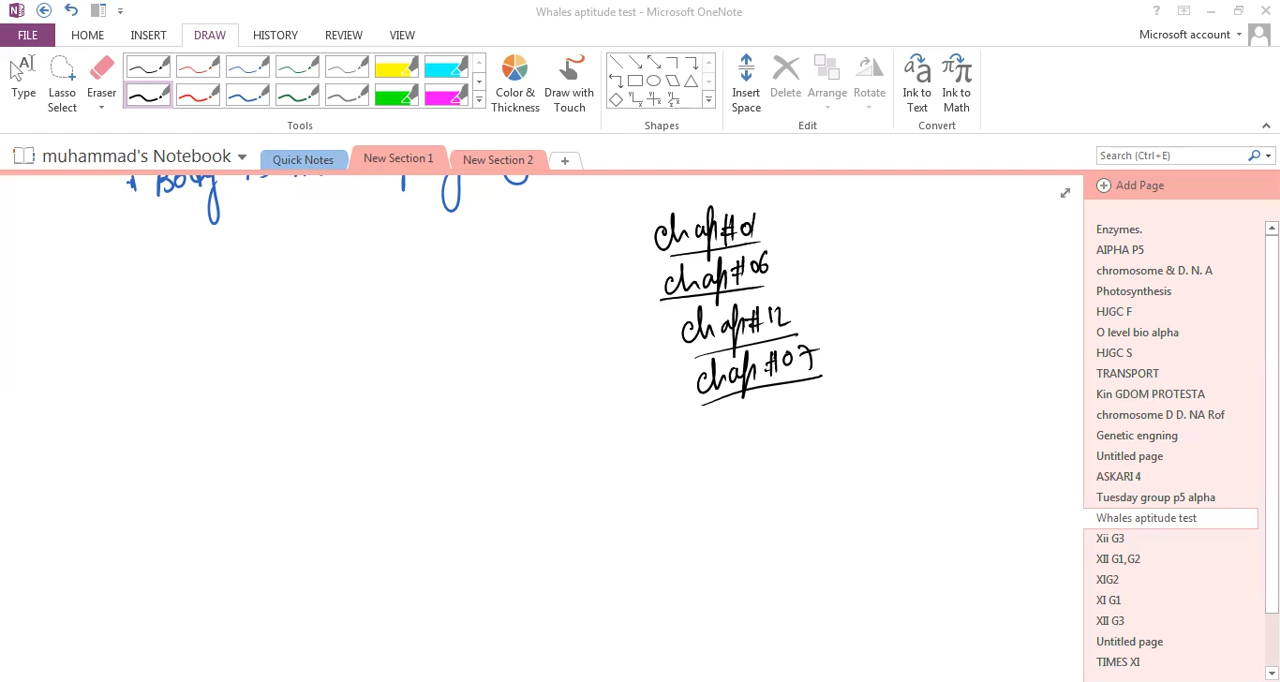 Whales aptitude test - Microsoft OneNote
FILE HOME INSERT DRAW HISTORY REVIEW VIEW
Microsoft account
Type
Lasso Select
Eraser
Color & Thickness
Draw with Touch
Insert Space
Delete
Arrange
Rotate
Ink to Text
Ink to Math
Tools
Shapes
Edit
Convert
muhammad's Notebook
Quick Notes
New Section 1
New Section 2
Search (Ctrl+E)
Body
chap#01
chap#06
chap#12
chap#07
Add Page
Enzymes.
AIPHA P5
chromosome & D. N. A
Photosynthesis
HJGC F
O level bio alpha
HJGC S
TRANSPORT
Kin GDOM PROTESTA
chromosome D D. NA Rof
Genetic engning
Untitled page
ASKARI 4
Tuesday group p5 alpha
Whales aptitude test
Xii G3
XII G1,G2
XIG2
XI G1
XII G3
Untitled page
TIMES XI